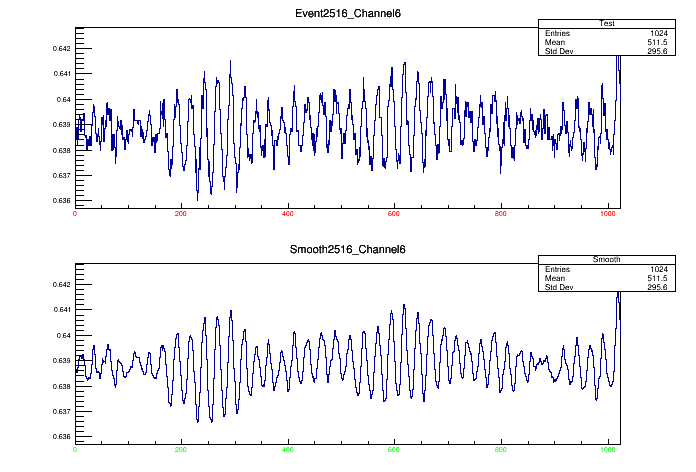 Event2516_Channel6
Test
Entries 1024
Mean 511.5
Std Dev 295.6
0.642
0.641
0.64
0.639
0.638
0.637
0.636
0 200 400 600 800 1000
Smooth2516_Channel6
Smooth
Entries 1024
Mean 511.5
Std Dev 295.6
0.642
0.641
0.64
0.639
0.638
0.637
0.636
0 200 400 600 800 1000